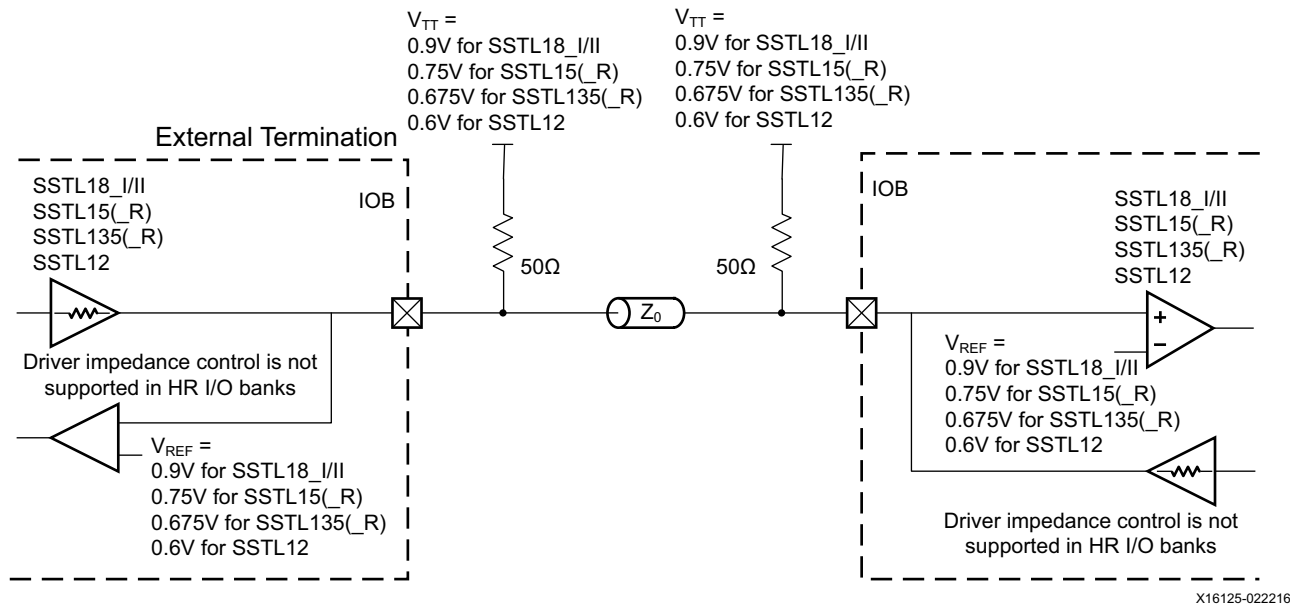 V_TT =
0.9V for SSTL18_I/II
0.75V for SSTL15(_R)
0.675V for SSTL135(_R)
0.6V for SSTL12
V_TT =
0.9V for SSTL18_I/II
0.75V for SSTL15(_R)
0.675V for SSTL135(_R)
0.6V for SSTL12
External Termination
SSTL18_I/II
SSTL15(_R)
SSTL135(_R)
SSTL12
IOB
50Ω
50Ω
Z_0
IOB
SSTL18_I/II
SSTL15(_R)
SSTL135(_R)
SSTL12
+
−
Driver impedance control is not
supported in HR I/O banks
V_REF =
0.9V for SSTL18_I/II
0.75V for SSTL15(_R)
0.675V for SSTL135(_R)
0.6V for SSTL12
V_REF =
0.9V for SSTL18_I/II
0.75V for SSTL15(_R)
0.675V for SSTL135(_R)
0.6V for SSTL12
Driver impedance control is not
supported in HR I/O banks
X16125-022216